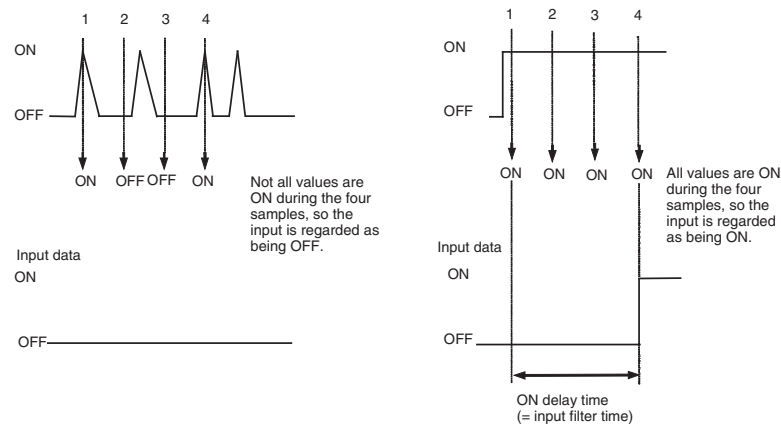 1 2 3 4
ON
OFF
ON OFF OFF ON
Not all values are
ON during the four
samples, so the
input is regarded as
being OFF.
Input data
ON
OFF
1 2 3 4
ON
OFF
ON ON ON ON
All values are ON
during the four
samples, so the
input is regarded
as being ON.
Input data
ON
OFF
ON delay time
(= input filter time)